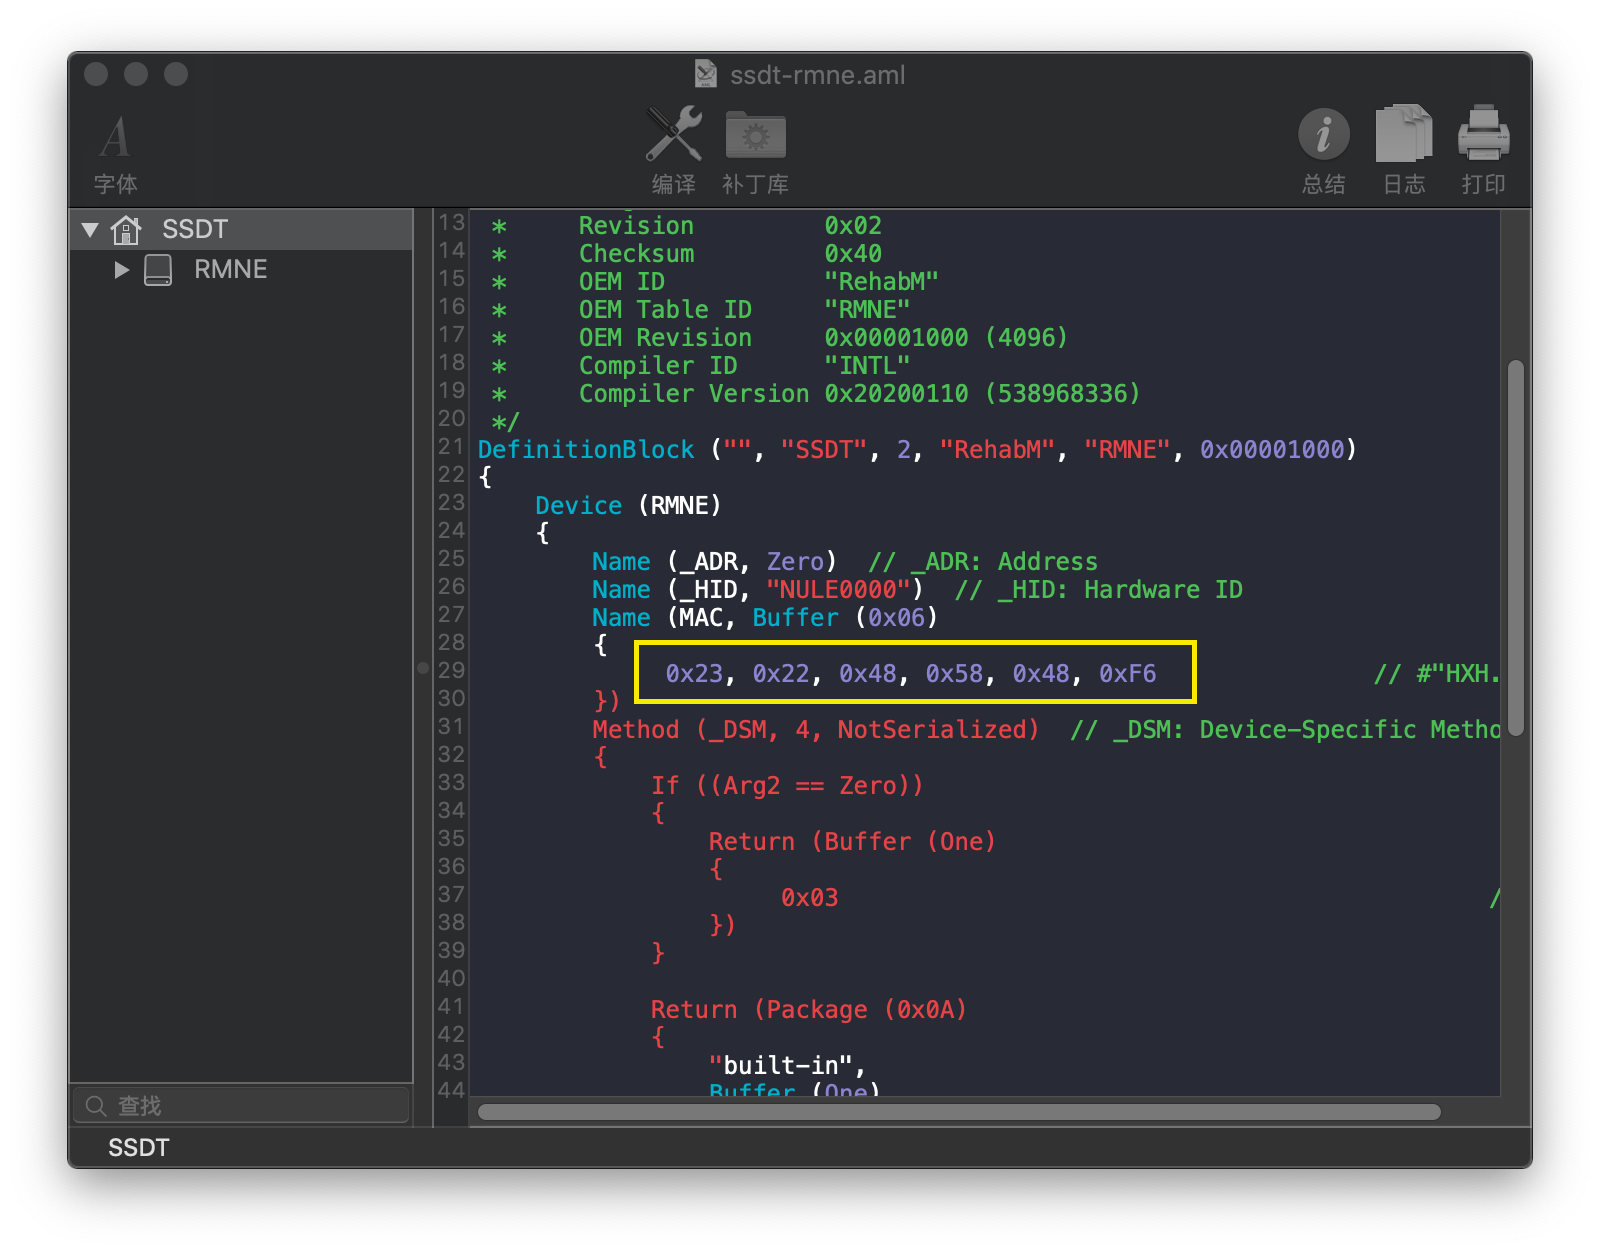 ssdt-rmne.aml
字体
编译
补丁库
总结
日志
打印
SSDT
RMNE
13 * Revision 0x02
14 * Checksum 0x40
15 * OEM ID "RehabM"
16 * OEM Table ID "RMNE"
17 * OEM Revision 0x00001000 (4096)
18 * Compiler ID "INTL"
19 * Compiler Version 0x20200110 (538968336)
20 */
21 DefinitionBlock ("", "SSDT", 2, "RehabM", "RMNE", 0x00001000)
22 {
23 Device (RMNE)
24 {
25 Name (_ADR, Zero) // _ADR: Address
26 Name (_HID, "NULE0000") // _HID: Hardware ID
27 Name (MAC, Buffer (0x06)
28 {
29 0x23, 0x22, 0x48, 0x58, 0x48, 0xF6 // #"HXH.
30 })
31 Method (_DSM, 4, NotSerialized) // _DSM: Device-Specific Metho
32 {
33 If ((Arg2 == Zero))
34 {
35 Return (Buffer (One)
36 {
37 0x03 /
38 })
39 }
40
41 Return (Package (0x0A)
42 {
43 "built-in",
44 Buffer (One)
查找
SSDT